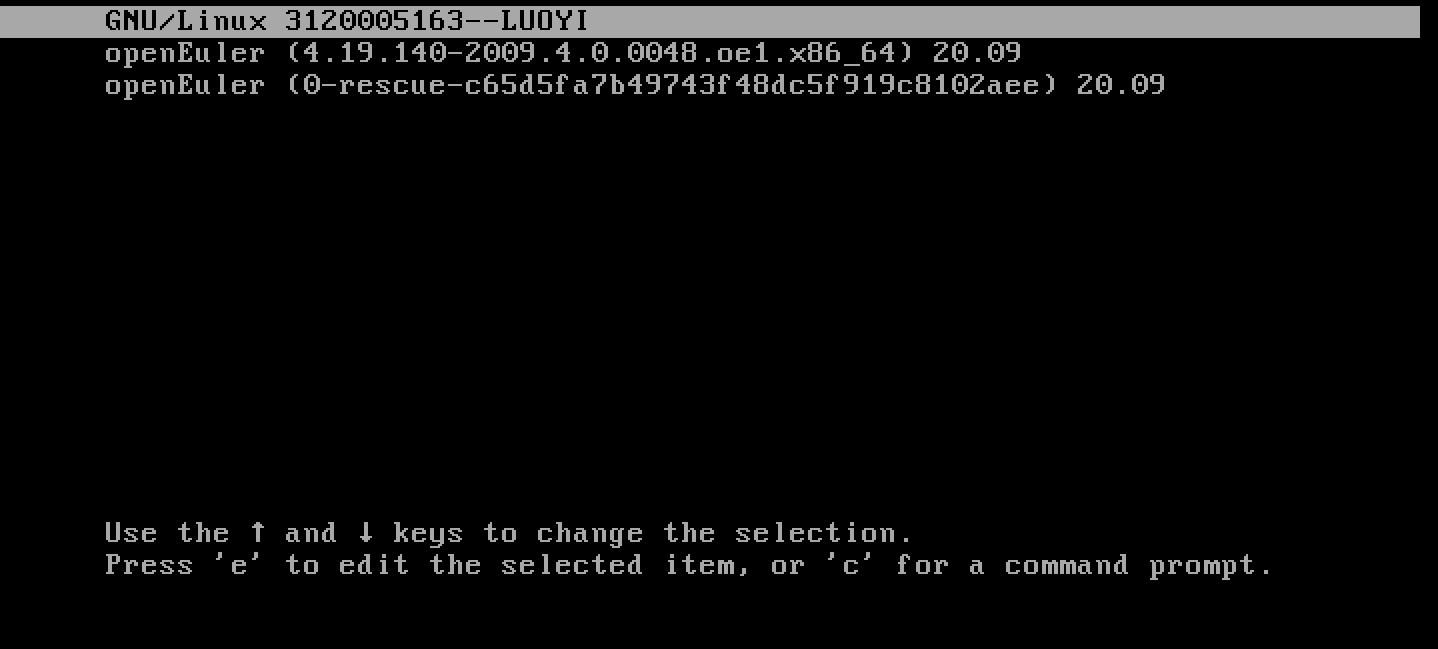 GNU/Linux 3120005163--LUOYI
openEuler (4.19.140-2009.4.0.0048.oe1.x86_64) 20.09
openEuler (0-rescue-c65d5fa7b49743f48dc5f919c8102aee) 20.09
Use the ↑ and ↓ keys to change the selection.
Press 'e' to edit the selected item, or 'c' for a command prompt.